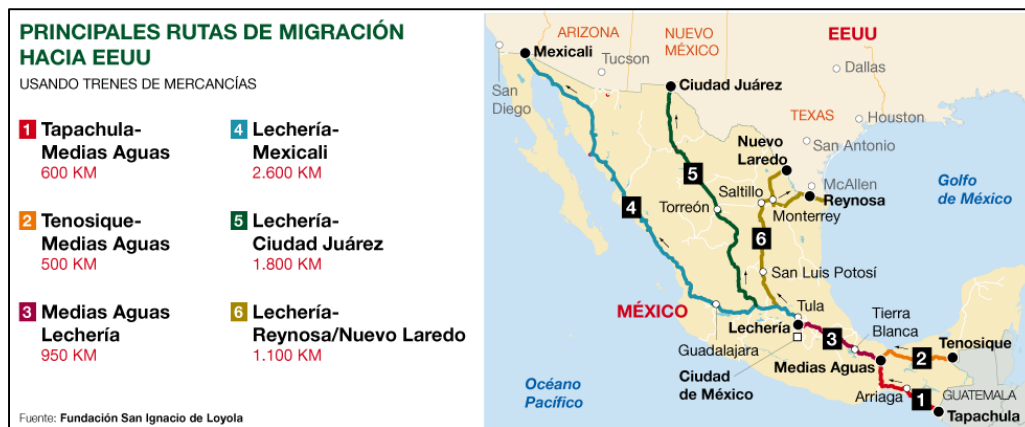 PRINCIPALES RUTAS DE MIGRACIÓN
HACIA EEUU
USANDO TRENES DE MERCANCÍAS
1 Tapachula-
Medias Aguas
600 KM
2 Tenosique-
Medias Aguas
500 KM
3 Medias Aguas
Lechería
950 KM
4 Lechería-
Mexicali
2.600 KM
5 Lechería-
Ciudad Juárez
1.800 KM
6 Lechería-
Reynosa/Nuevo Laredo
1.100 KM
Fuente: Fundación San Ignacio de Loyola
ARIZONA
NUEVO
MÉXICO
EEUU
Mexicali
Tucson
Dallas
San
Diego
Ciudad Juárez
TEXAS
Houston
San Antonio
Nuevo
Laredo
McAllen
Reynosa
Saltillo
Monterrey
Torreón
Golfo
de México
4
5
6
San Luis Potosí
MÉXICO
Tula
Lechería
Tierra
Blanca
3
Guadalajara
Ciudad
de México
Medias Aguas
2
Tenosique
Océano
Pacífico
Arriaga
1
GUATEMALA
Tapachula